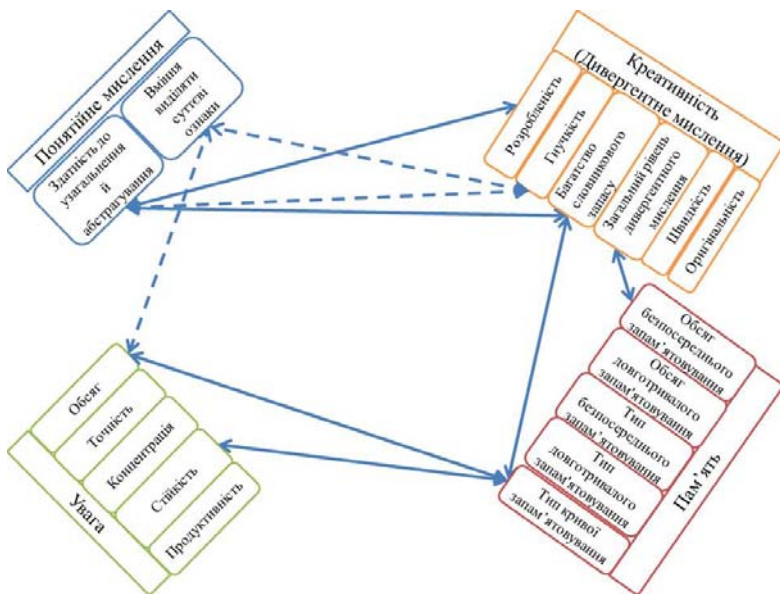 Понятійне мислення
Вміння
виділяти
суттєві
ознаки
Здатність до
узагальнення
й
абстрагування
Креативність
(Дивергентне мислення)
Розробленість
Гнучкість
Багатство
словникового
запасу
Загальний рівень
дивергентного
мислення
Швидкість
Оригінальність
Обсяг
Точність
Концентрація
Стійкість
Продуктивність
Увага
Обсяг
безпосереднього
запам’ятовування
Обсяг
довготривалого
запам’ятовування
Тип
безпосереднього
запам’ятовування
Тип
довготривалого
запам’ятовування
Тип кривої
запам’ятовування
Пам’ять